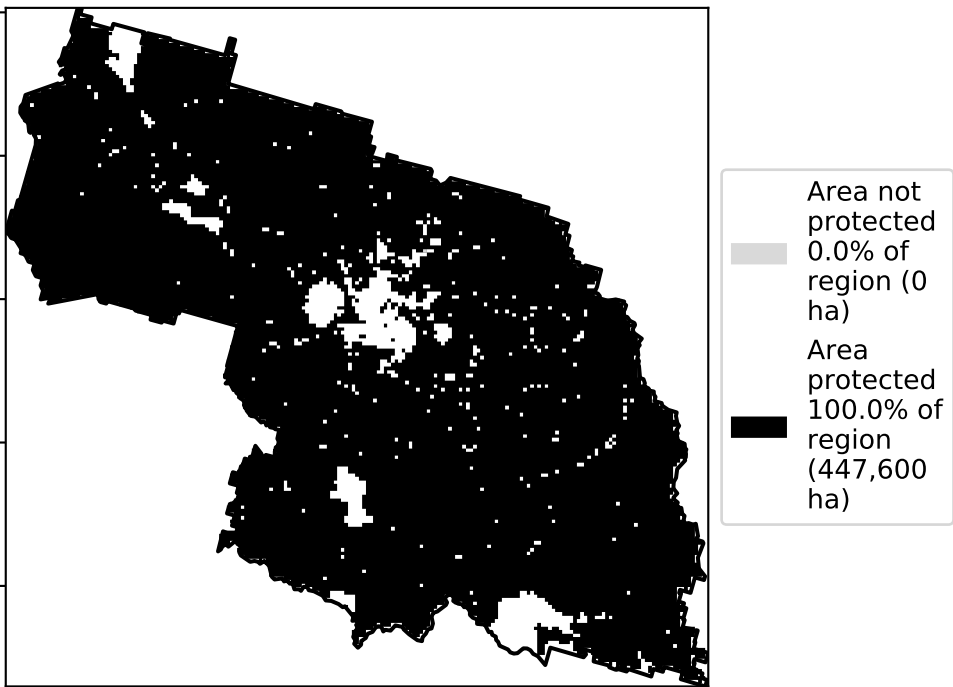 Area not
protected
0.0% of
region (0
ha)
Area
protected
100.0% of
region
(447,600
ha)